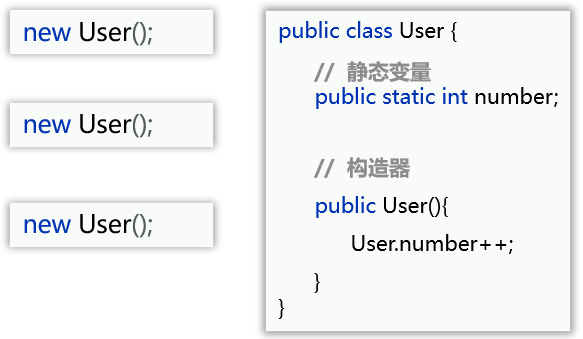 new User();
new User();
new User();
public class User {
// 静态变量
public static int number;
// 构造器
public User(){
User.number++;
}
}